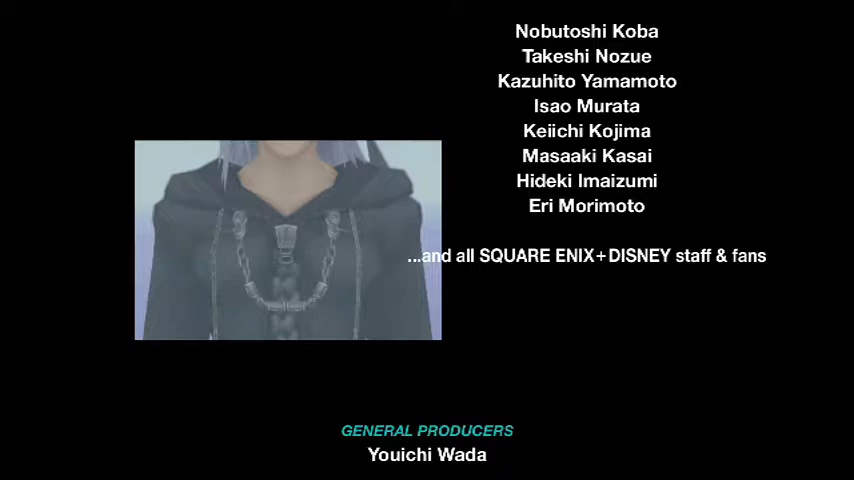 Nobutoshi Koba
Takeshi Nozue
Kazuhito Yamamoto
Isao Murata
Keiichi Kojima
Masaaki Kasai
Hideki Imaizumi
Eri Morimoto
...and all SQUARE ENIX+DISNEY staff & fans
GENERAL PRODUCERS
Youichi Wada